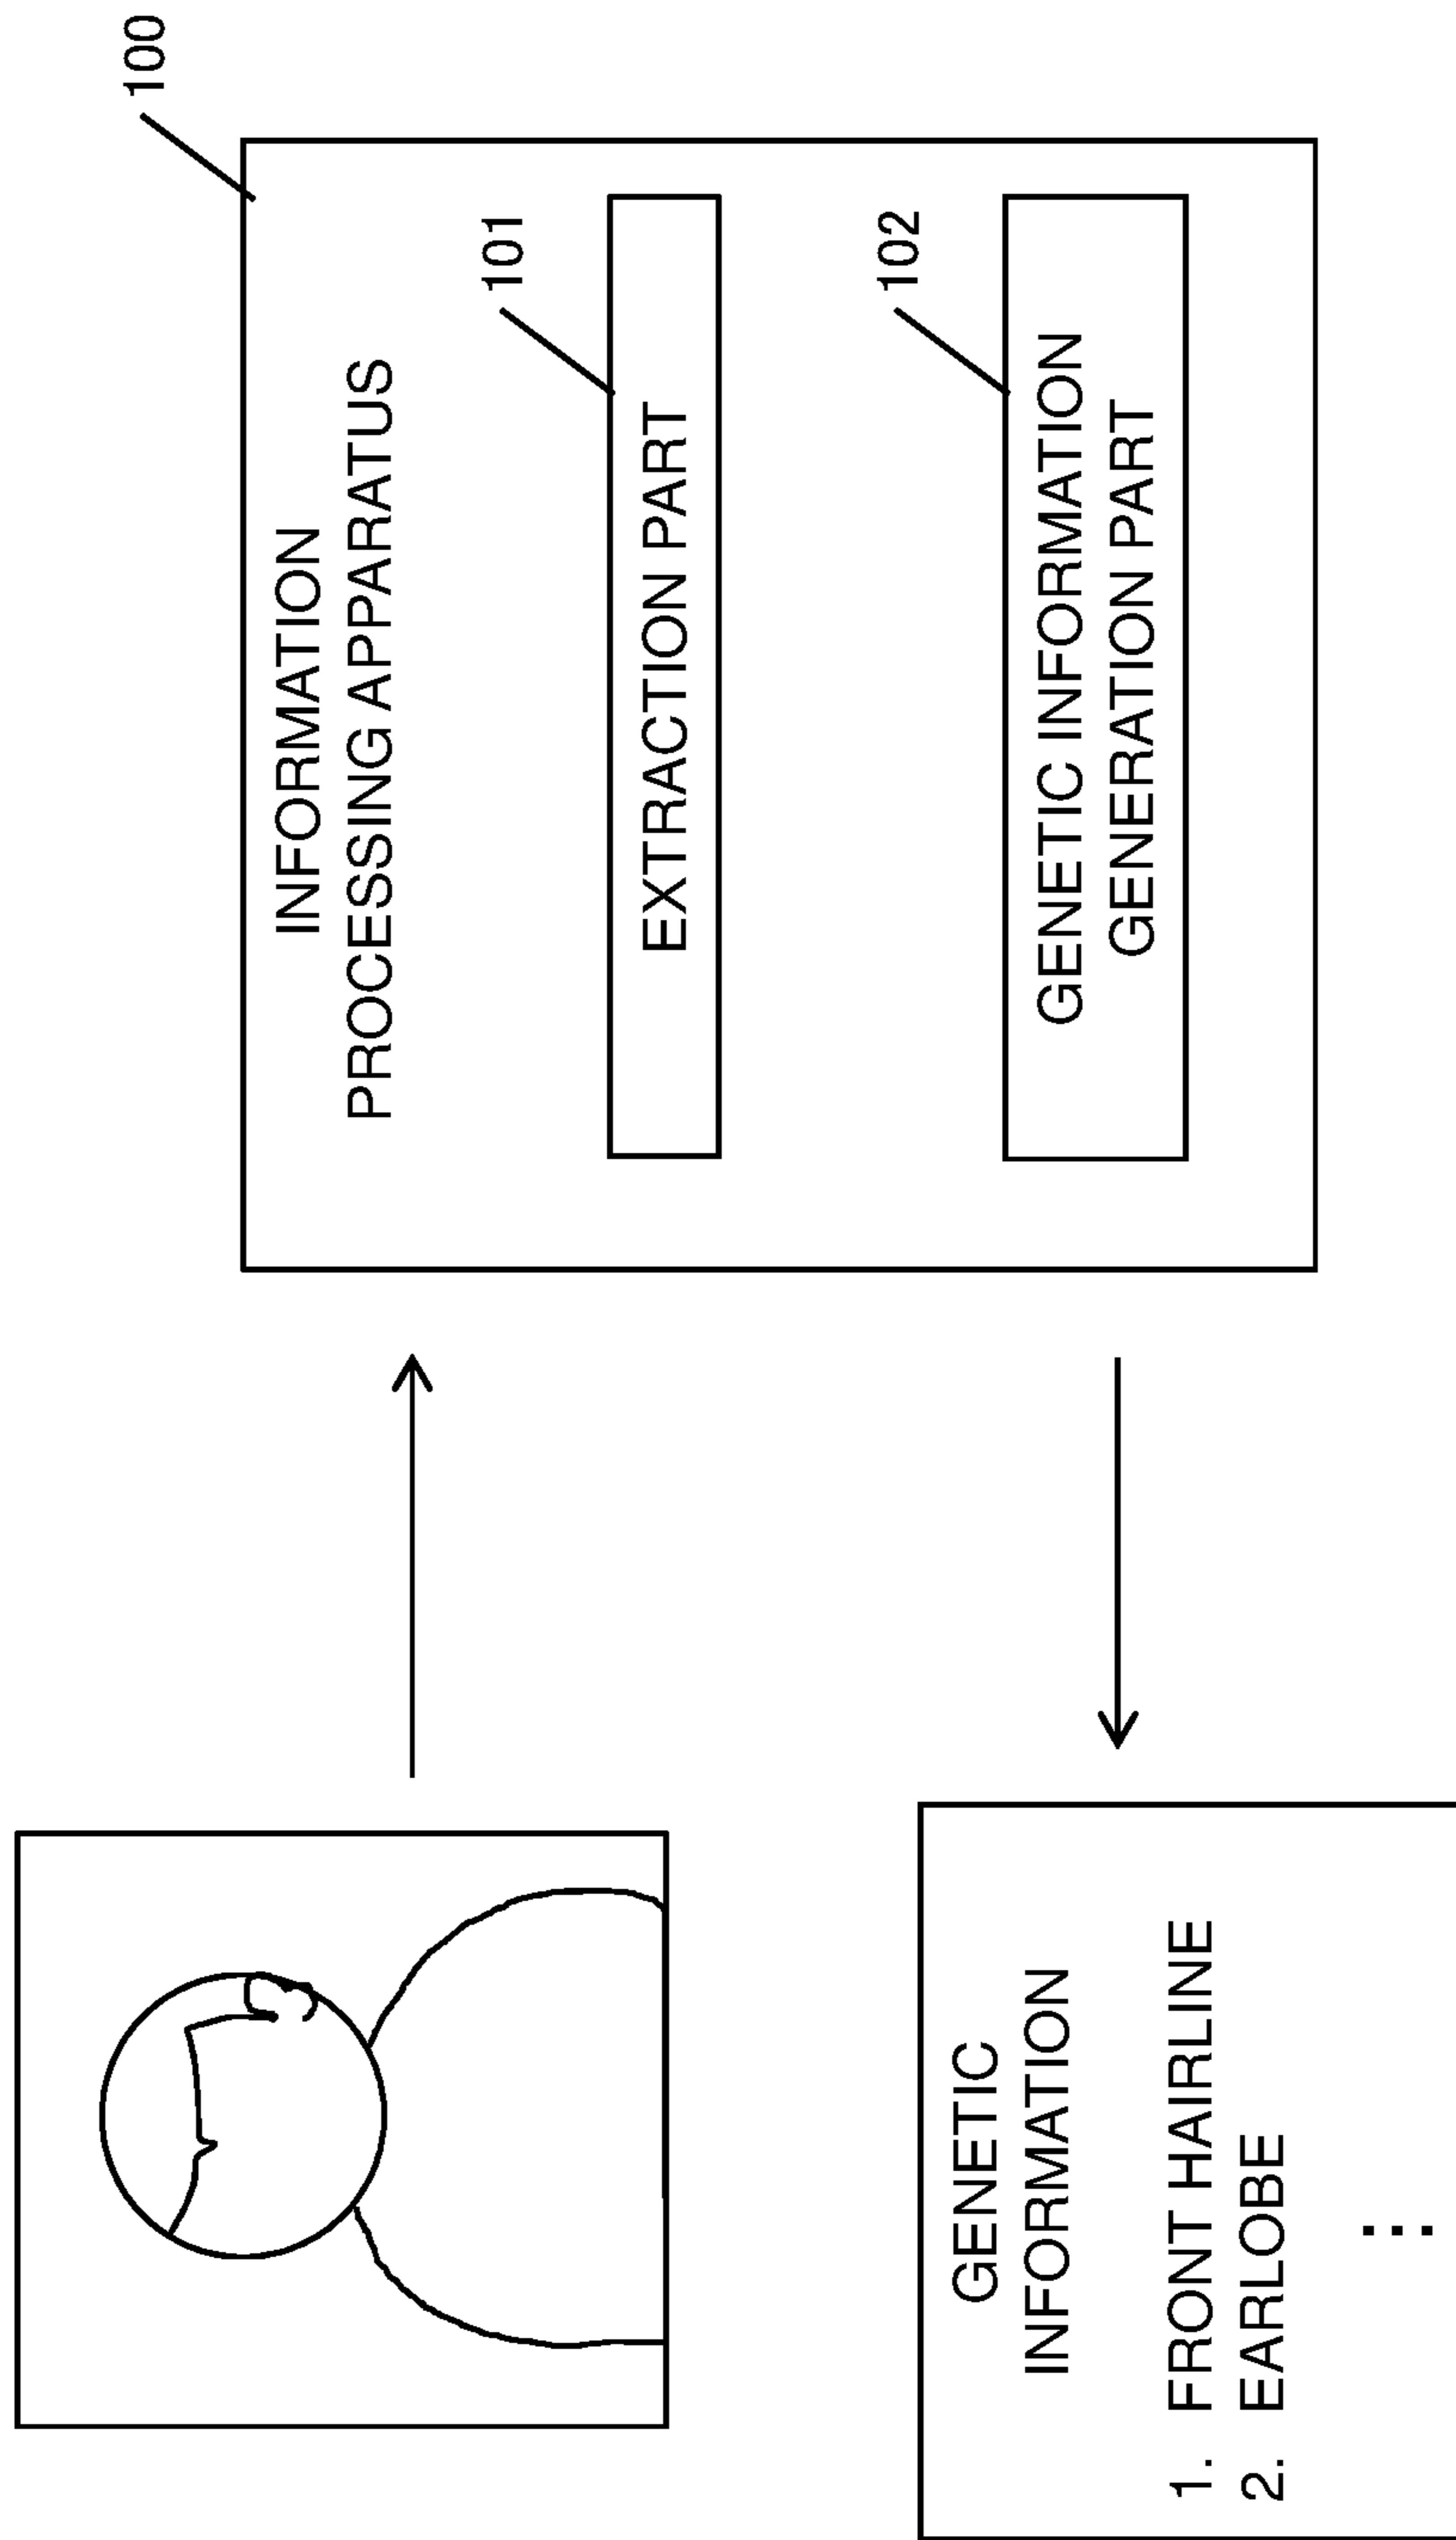 100
INFORMATION
PROCESSING APPARATUS
101
EXTRACTION PART
102
GENETIC INFORMATION
GENERATION PART
GENETIC
INFORMATION
1. FRONT HAIRLINE
2. EARLOBE
⋮